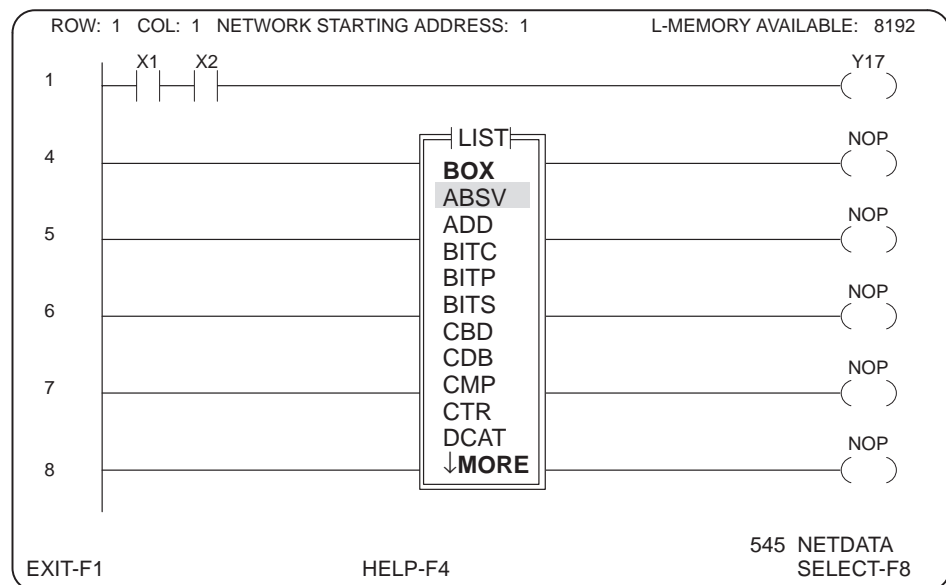 ROW: 1 COL: 1 NETWORK STARTING ADDRESS: 1 L-MEMORY AVAILABLE: 8192
X1 X2 Y17
1
LIST NOP
4
BOX
ABSV
ADD NOP
5
BITC
BITP
BITS NOP
6
CBD
CDB
CMP NOP
7
CTR
DCAT NOP
8 ↓MORE
545 NETDATA
EXIT-F1 HELP-F4 SELECT-F8